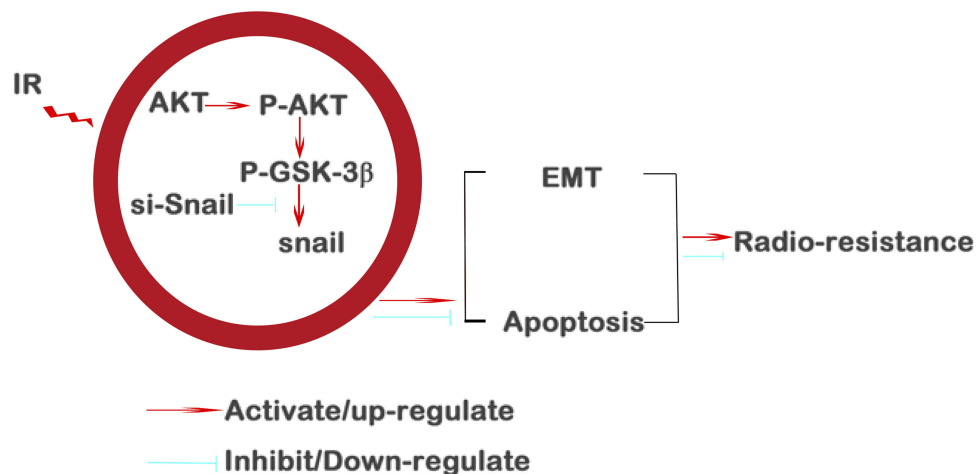 IR
AKT
P-AKT
P-GSK-3β
si-Snail
snail
EMT
Radio-resistance
Apoptosis
Activate/up-regulate
Inhibit/Down-regulate